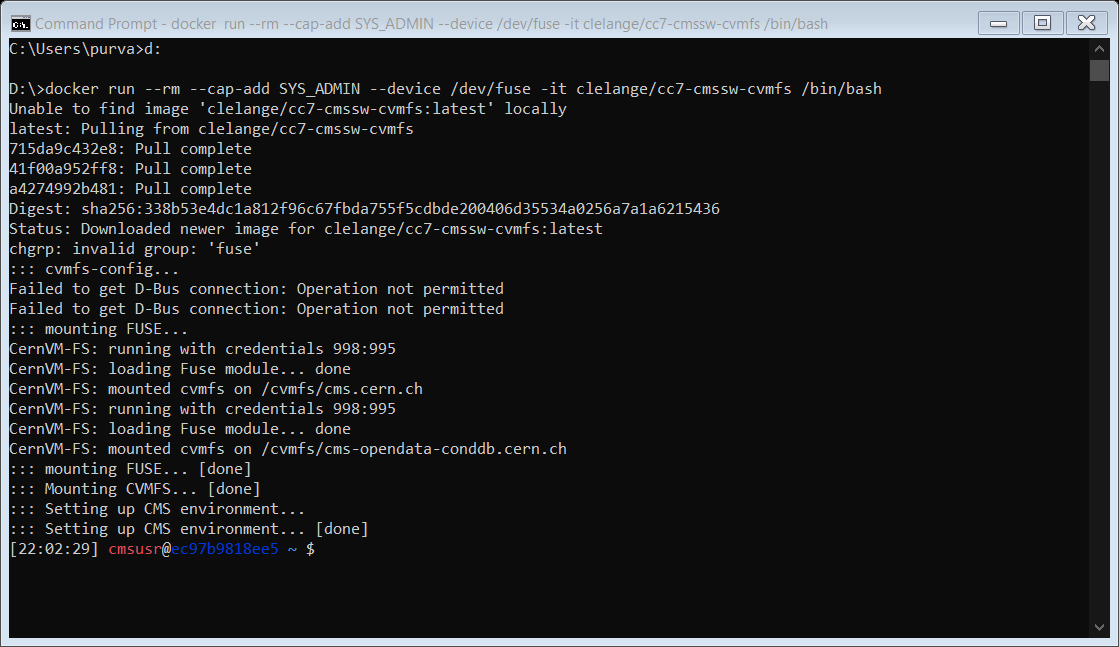 Command Prompt - docker run --rm --cap-add SYS_ADMIN --device /dev/fuse -it clelange/cc7-cmssw-cvmfs /bin/bash
C:\Users\purva>d:
D:\>docker run --rm --cap-add SYS_ADMIN --device /dev/fuse -it clelange/cc7-cmssw-cvmfs /bin/bash
Unable to find image 'clelange/cc7-cmssw-cvmfs:latest' locally
latest: Pulling from clelange/cc7-cmssw-cvmfs
715da9c432e8: Pull complete
41f00a952ff8: Pull complete
a4274992b481: Pull complete
Digest: sha256:338b53e4dc1a812f96c67fbda755f5cdbde200406d35534a0256a7a1a6215436
Status: Downloaded newer image for clelange/cc7-cmssw-cvmfs:latest
chgrp: invalid group: 'fuse'
::: cvmfs-config...
Failed to get D-Bus connection: Operation not permitted
Failed to get D-Bus connection: Operation not permitted
::: mounting FUSE...
CernVM-FS: running with credentials 998:995
CernVM-FS: loading Fuse module... done
CernVM-FS: mounted cvmfs on /cvmfs/cms.cern.ch
CernVM-FS: running with credentials 998:995
CernVM-FS: loading Fuse module... done
CernVM-FS: mounted cvmfs on /cvmfs/cms-opendata-conddb.cern.ch
::: mounting FUSE... [done]
::: Mounting CVMFS... [done]
::: Setting up CMS environment...
::: Setting up CMS environment... [done]
[22:02:29] cmsusr@ec97b9818ee5 ~ $